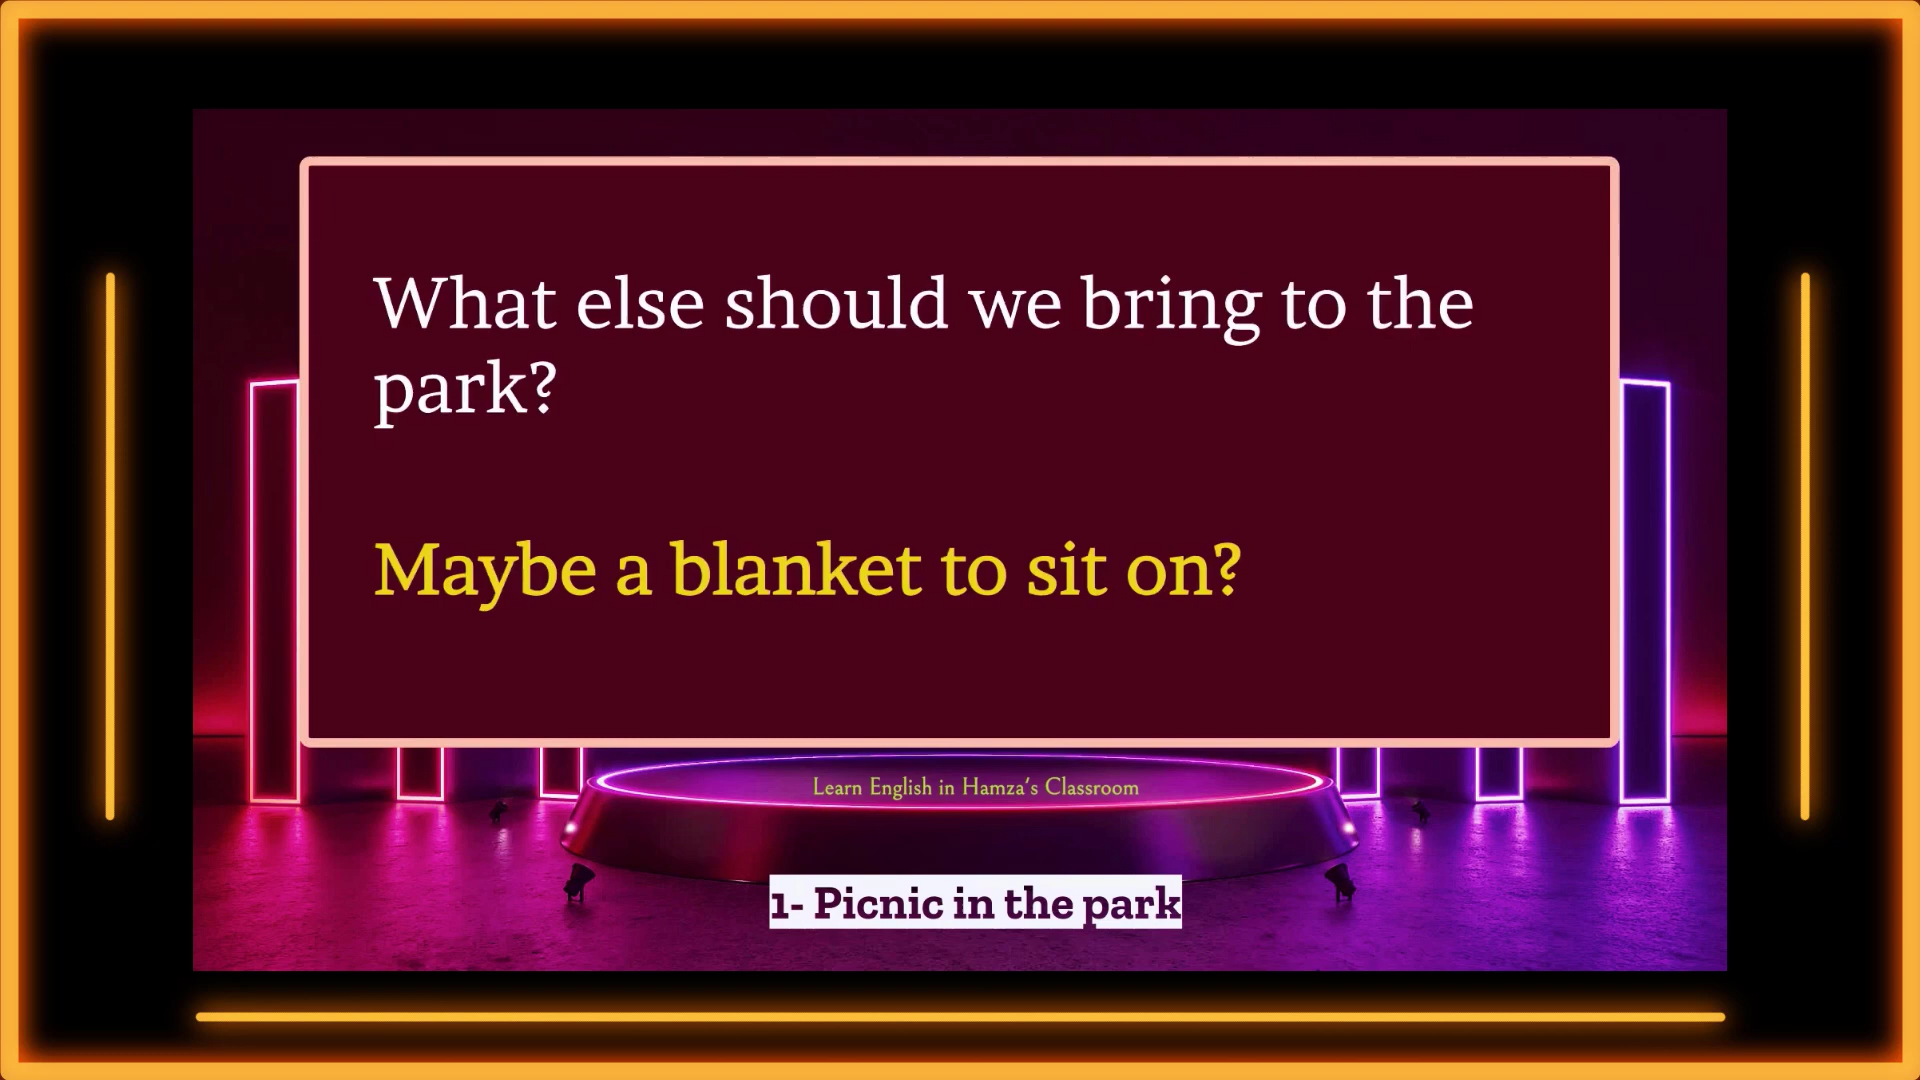 What else should we bring to the
park?
Maybe a blanket to sit on?
Learn English in Hamza's Classroom
1- Picnic in the park